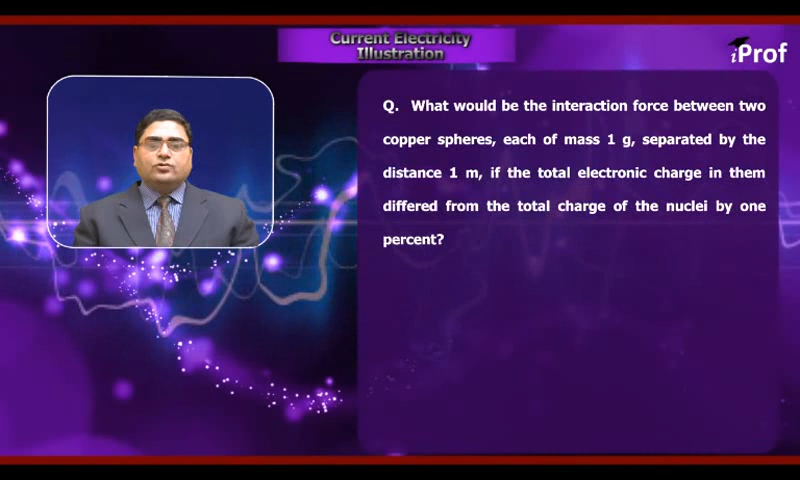 Current Electricity
Illustration
iProf
Q. What would be the interaction force between two
copper spheres, each of mass 1 g, separated by the
distance 1 m, if the total electronic charge in them
differed from the total charge of the nuclei by one
percent?